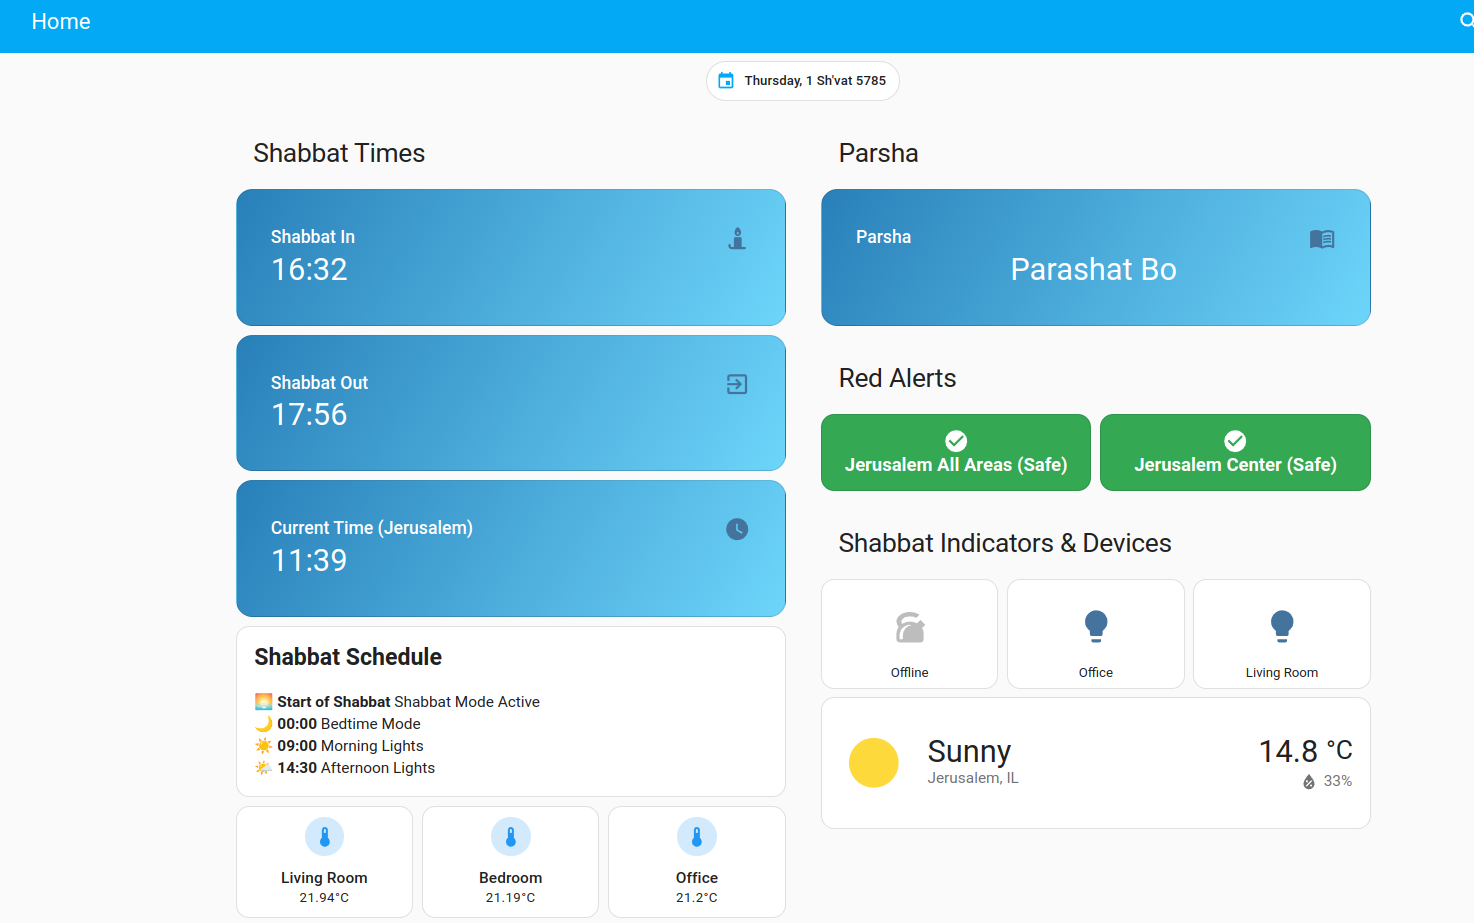 Home
Thursday, 1 Sh'vat 5785
Shabbat Times
Shabbat In
16:32
Shabbat Out
17:56
Current Time (Jerusalem)
11:39
Shabbat Schedule
Start of Shabbat Shabbat Mode Active
00:00 Bedtime Mode
09:00 Morning Lights
14:30 Afternoon Lights
Living Room
21.94°C
Bedroom
21.19°C
Office
21.2°C
Parsha
Parsha
Parashat Bo
Red Alerts
Jerusalem All Areas (Safe)
Jerusalem Center (Safe)
Shabbat Indicators & Devices
Offline
Office
Living Room
Sunny
Jerusalem, IL
14.8 °C
33%